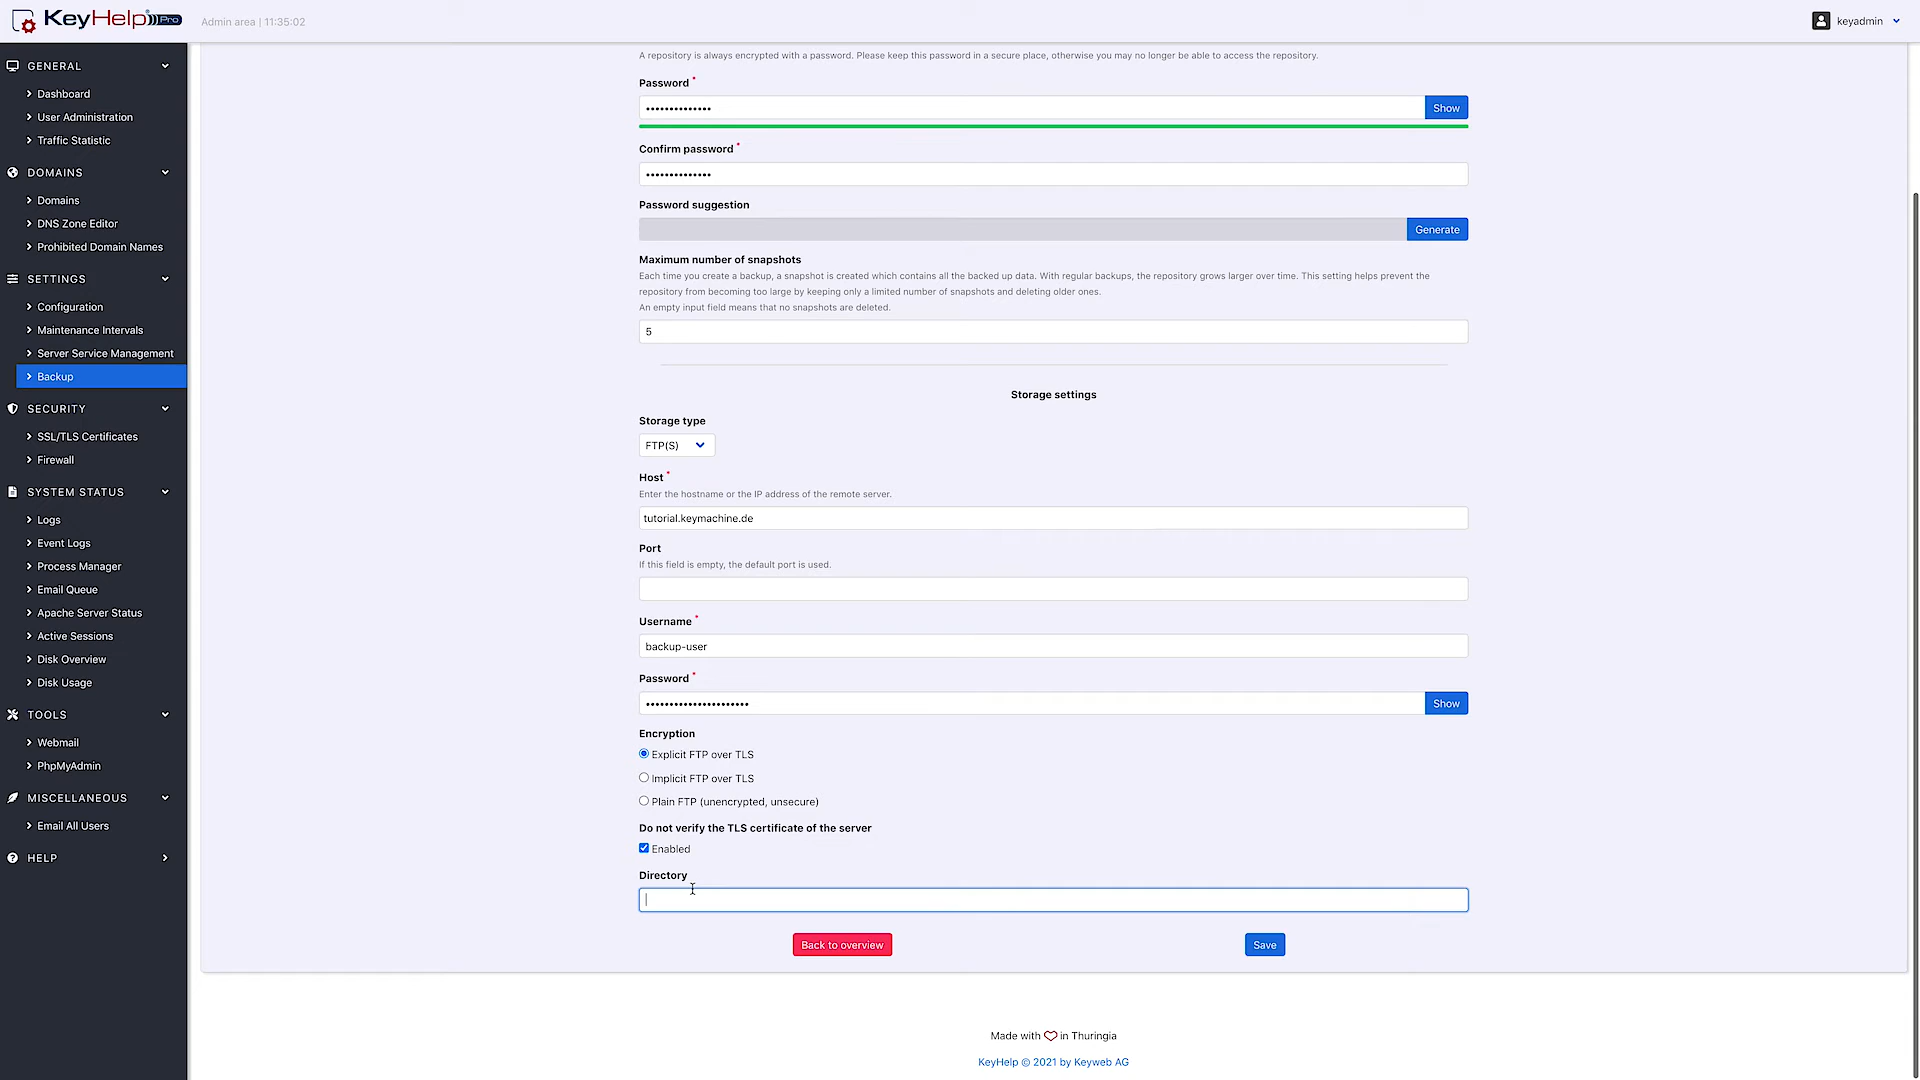 KeyHelp Pro
Admin area | 11:35:02
keyadmin
GENERAL
Dashboard
User Administration
Traffic Statistic
DOMAINS
Domains
DNS Zone Editor
Prohibited Domain Names
SETTINGS
Configuration
Maintenance Intervals
Server Service Management
Backup
SECURITY
SSL/TLS Certificates
Firewall
SYSTEM STATUS
Logs
Event Logs
Process Manager
Email Queue
Apache Server Status
Active Sessions
Disk Overview
Disk Usage
TOOLS
Webmail
PhpMyAdmin
MISCELLANEOUS
Email All Users
HELP
A repository is always encrypted with a password. Please keep this password in a secure place, otherwise you may no longer be able to access the repository.
Password *
••••••••••••••
Show
Confirm password *
••••••••••••••
Password suggestion
Generate
Maximum number of snapshots
Each time you create a backup, a snapshot is created which contains all the backed up data. With regular backups, the repository grows larger over time. This setting helps prevent the
repository from becoming too large by keeping only a limited number of snapshots and deleting older ones.
An empty input field means that no snapshots are deleted.
5
Storage settings
Storage type
FTP(S)
Host *
Enter the hostname or the IP address of the remote server.
tutorial.keymachine.de
Port
If this field is empty, the default port is used.
Username *
backup-user
Password *
••••••••••••••••••••••
Show
Encryption
Explicit FTP over TLS
Implicit FTP over TLS
Plain FTP (unencrypted, unsecure)
Do not verify the TLS certificate of the server
Enabled
Directory
Back to overview
Save
Made with ♡ in Thuringia
KeyHelp © 2021 by Keyweb AG